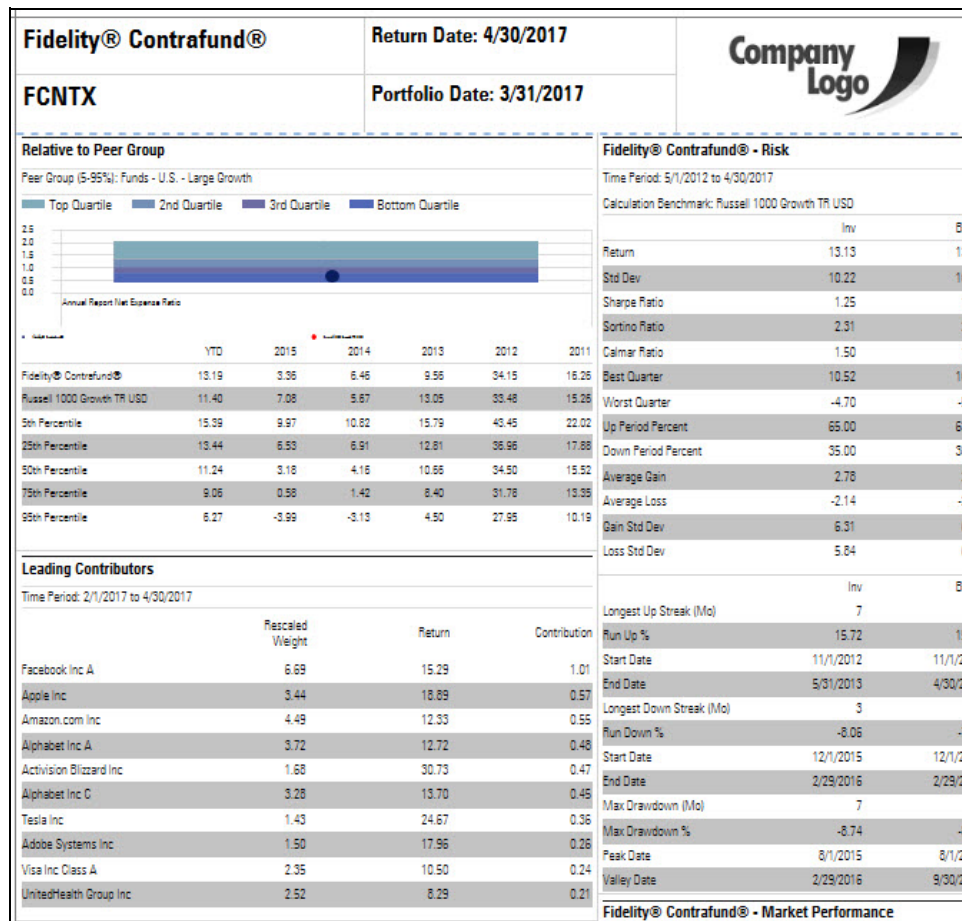 Fidelity® Contrafund®
Return Date: 4/30/2017
Company
Logo
FCNTX
Portfolio Date: 3/31/2017
Relative to Peer Group
Peer Group (5-95%): Funds - U.S. - Large Growth
Top Quartile 2nd Quartile 3rd Quartile Bottom Quartile
2.5
2.0
1.5
1.0
0.5
0.0
Annual Report Net Expense Ratio
YTD 2015 2014 2013 2012 2011
Fidelity® Contrafund® 13.19 3.36 6.46 9.56 34.15 16.26
Russell 1000 Growth TR USD 11.40 7.08 5.67 13.05 33.48 15.26
5th Percentile 15.39 9.97 10.82 15.79 43.45 22.02
25th Percentile 13.44 6.53 6.91 12.81 36.96 17.88
50th Percentile 11.24 3.18 4.16 10.66 34.50 15.52
75th Percentile 9.06 0.58 1.42 8.40 31.78 13.35
95th Percentile 6.27 -3.99 -3.13 4.50 27.95 10.19
Leading Contributors
Time Period: 2/1/2017 to 4/30/2017
Rescaled
Weight Return Contribution
Facebook Inc A 6.69 15.29 1.01
Apple Inc 3.44 18.89 0.57
Amazon.com Inc 4.49 12.33 0.55
Alphabet Inc A 3.72 12.72 0.48
Activision Blizzard Inc 1.68 30.73 0.47
Alphabet Inc C 3.28 13.70 0.45
Tesla Inc 1.43 24.67 0.36
Adobe Systems Inc 1.50 17.96 0.26
Visa Inc Class A 2.35 10.50 0.24
UnitedHealth Group Inc 2.52 8.29 0.21
Fidelity® Contrafund® - Risk
Time Period: 5/1/2012 to 4/30/2017
Calculation Benchmark: Russell 1000 Growth TR USD
Inv
Return 13.13
Std Dev 10.22
Sharpe Ratio 1.25
Sortino Ratio 2.31
Calmar Ratio 1.50
Best Quarter 10.52
Worst Quarter -4.70
Up Period Percent 65.00
Down Period Percent 35.00
Average Gain 2.78
Average Loss -2.14
Gain Std Dev 6.31
Loss Std Dev 5.84
Inv
Longest Up Streak (Mo) 7
Run Up % 15.72
Start Date 11/1/2012
End Date 5/31/2013
Longest Down Streak (Mo) 3
Run Down % -8.06
Start Date 12/1/2015
End Date 2/29/2016
Max Drawdown (Mo) 7
Max Drawdown % -8.74
Peak Date 8/1/2015
Valley Date 2/29/2016
Fidelity® Contrafund® - Market Performance